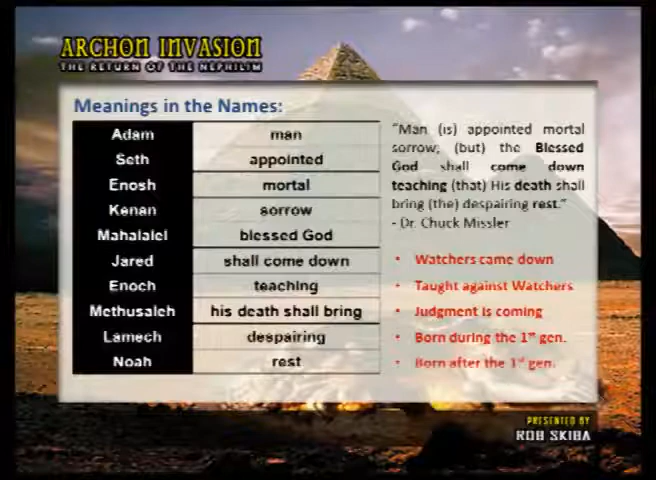 ARCHON INVASION
THE RETURN OF THE NEPHILIM
Meanings in the Names:
Adam man
Seth appointed
Enosh mortal
Kenan sorrow
Mahalalel blessed God
Jared shall come down
Enoch teaching
Methusaleh his death shall bring
Lamech despairing
Noah rest
"Man (is) appointed mortal
sorrow; (but) the Blessed
God shall come down
teaching (that) His death shall
bring (the) despairing rest."
- Dr. Chuck Missler
• Watchers came down
• Taught against Watchers
• Judgment is coming
• Born during the 1st gen.
• Born after the 1st gen.
PRESENTED BY
ROB SKIBA